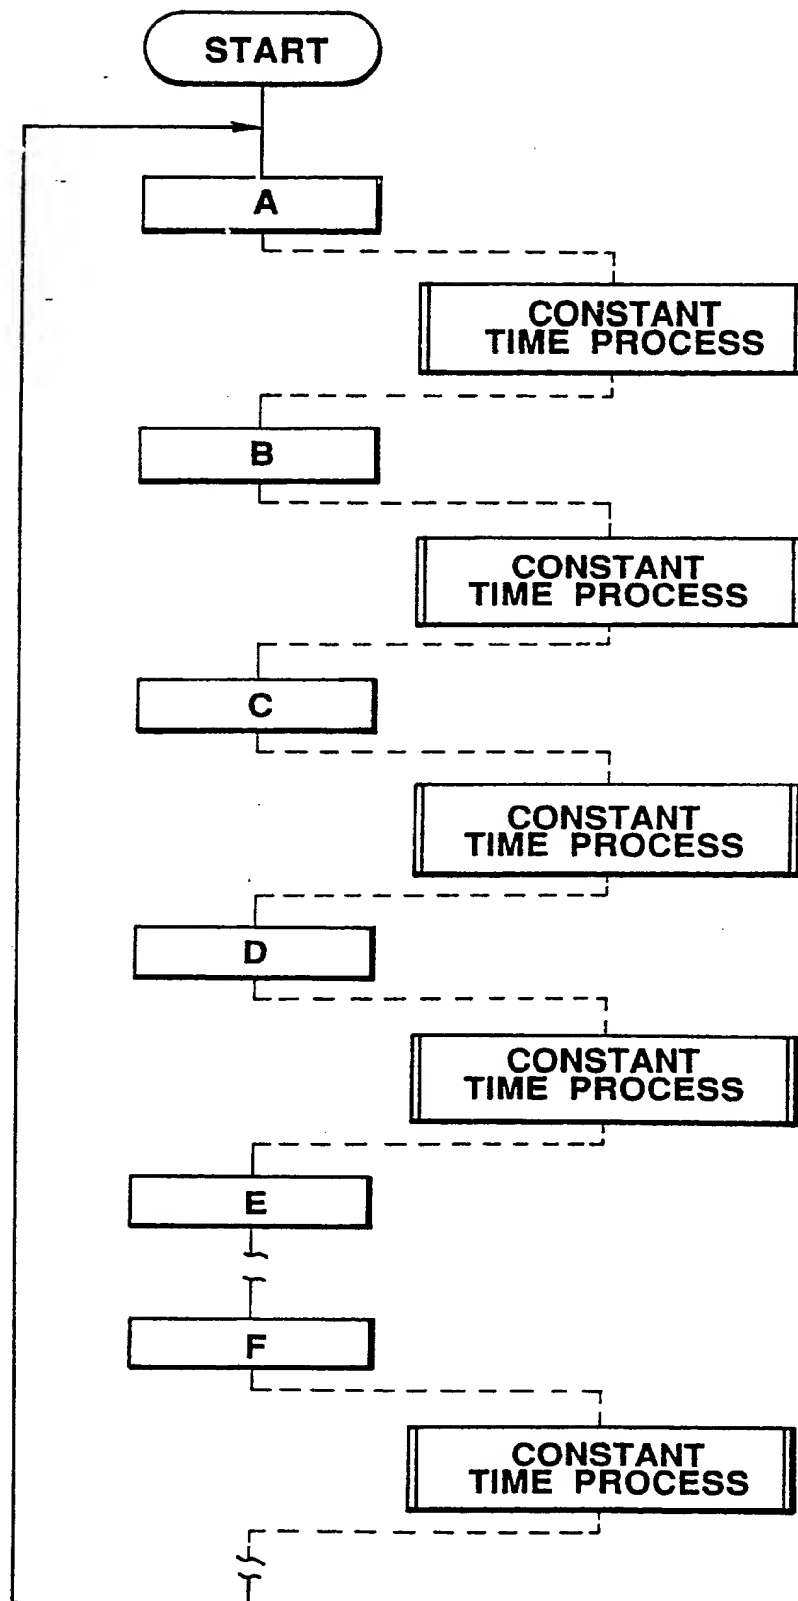 START
A
CONSTANT
TIME PROCESS
B
CONSTANT
TIME PROCESS
C
CONSTANT
TIME PROCESS
D
CONSTANT
TIME PROCESS
E
F
CONSTANT
TIME PROCESS